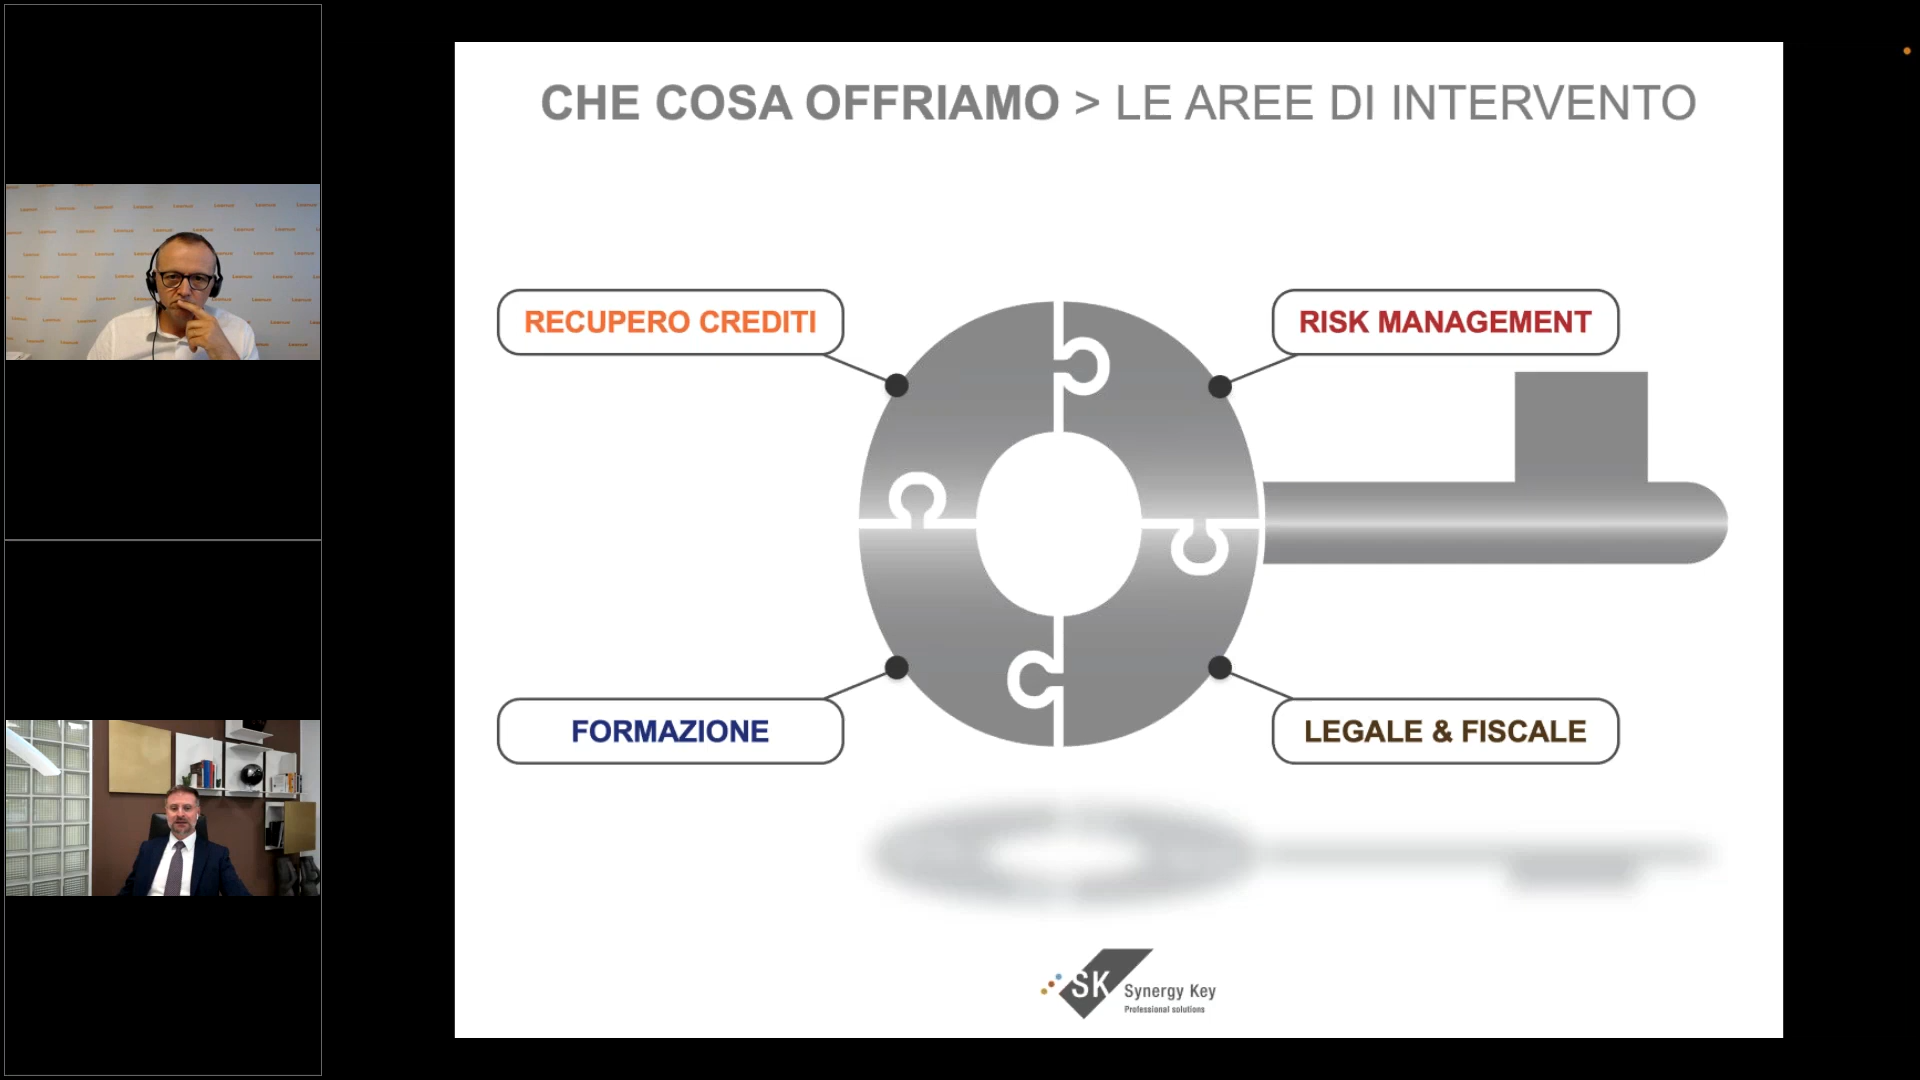 CHE COSA OFFRIAMO > LE AREE DI INTERVENTO
RECUPERO CREDITI
RISK MANAGEMENT
FORMAZIONE
LEGALE & FISCALE
SK
Synergy Key
Professional solutions